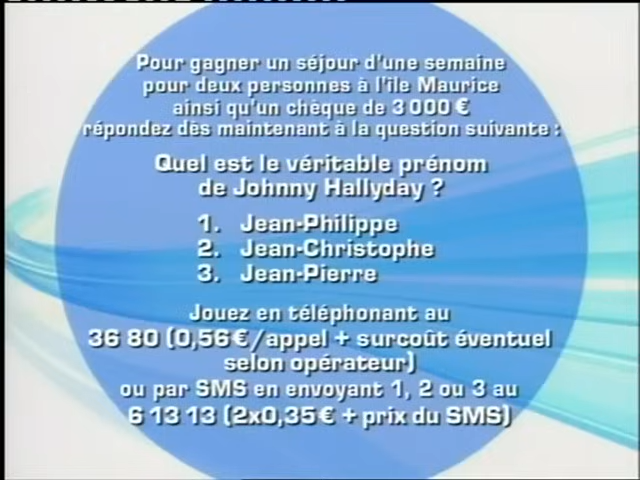 Pour gagner un séjour d'une semaine
pour deux personnes à l'île Maurice
ainsi qu'un chèque de 3 000 €
répondez dès maintenant à la question suivante :
Quel est le véritable prénom
de Johnny Hallyday ?
1. Jean-Philippe
2. Jean-Christophe
3. Jean-Pierre
Jouez en téléphonant au
36 80 (0,56€/appel + surcoût éventuel
selon opérateur)
ou par SMS en envoyant 1, 2 ou 3 au
6 13 13 (2x0,35€ + prix du SMS)